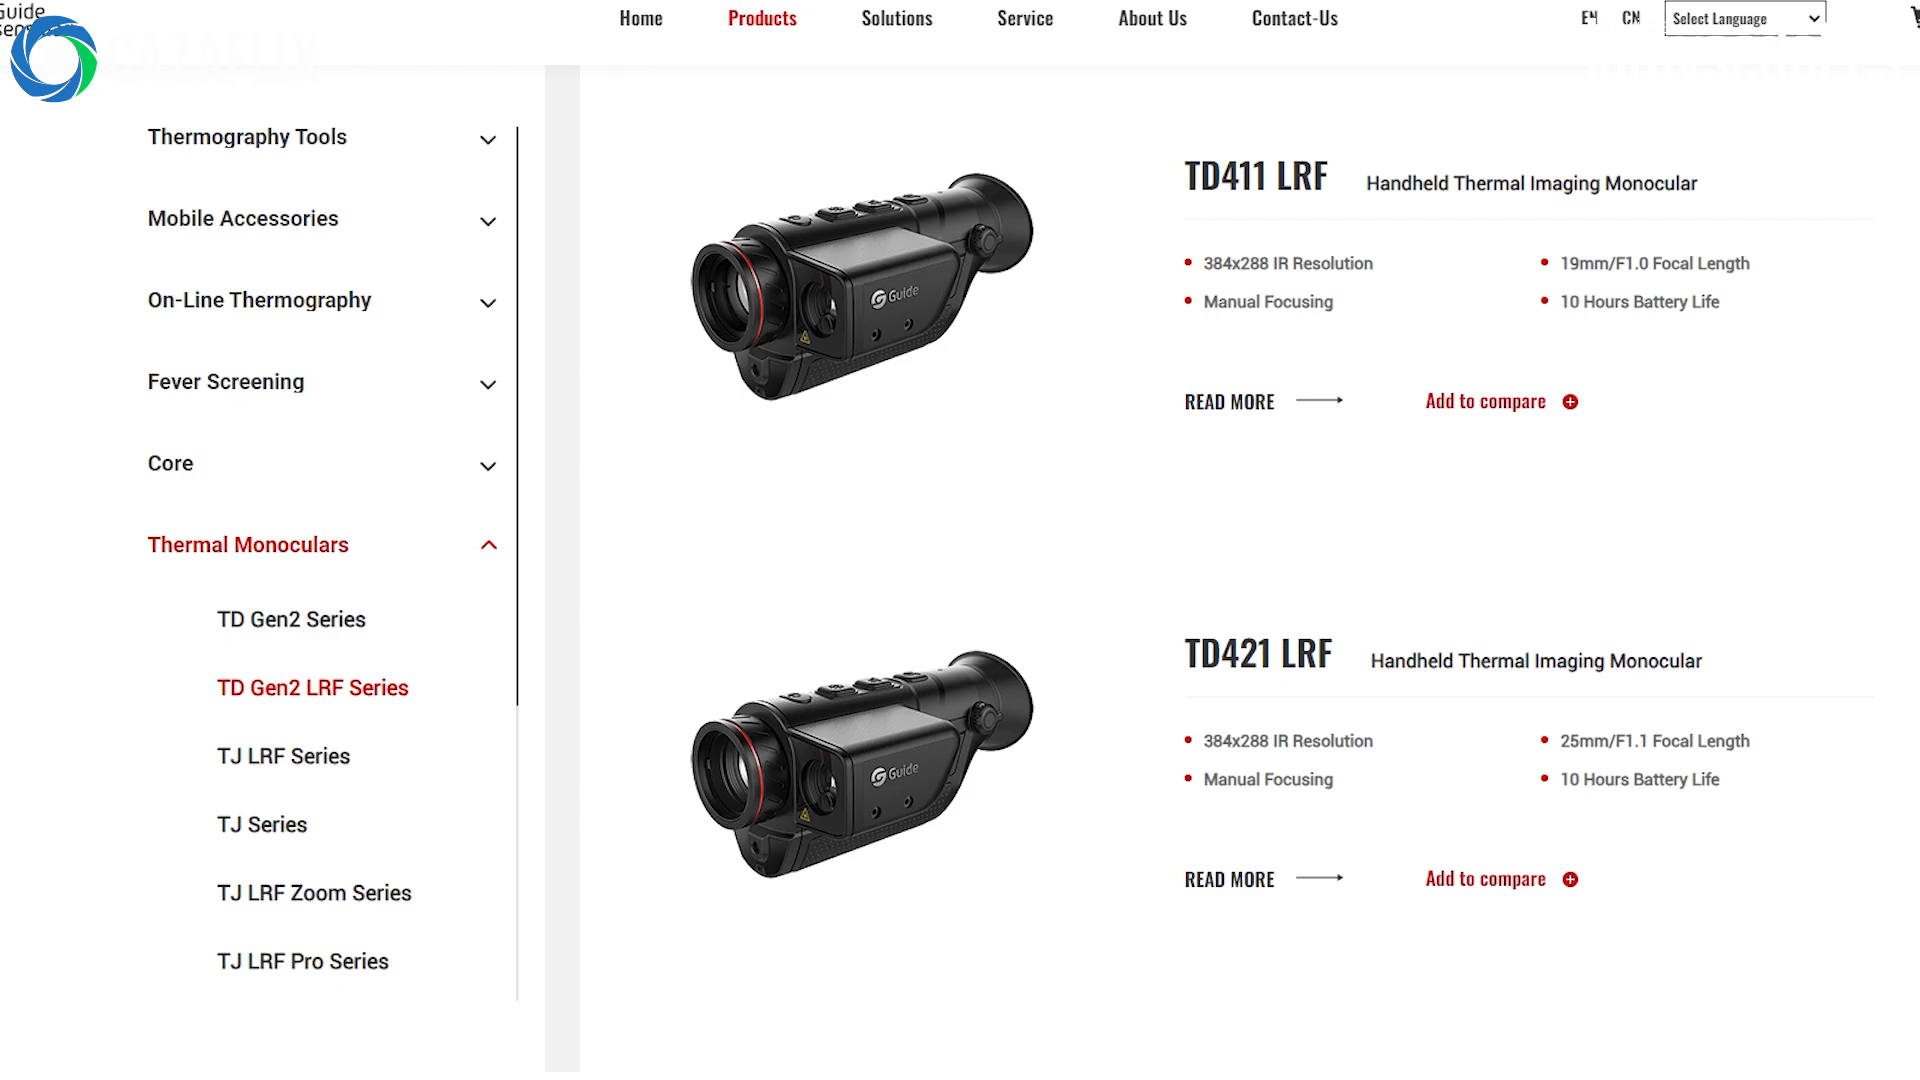 Guide
Home Products Solutions Service About Us Contact-Us EN CN Select Language
Thermography Tools
Mobile Accessories
On-Line Thermography
Fever Screening
Core
Thermal Monoculars
TD Gen2 Series
TD Gen2 LRF Series
TJ LRF Series
TJ Series
TJ LRF Zoom Series
TJ LRF Pro Series
Guide
TD411 LRF Handheld Thermal Imaging Monocular
384x288 IR Resolution 19mm/F1.0 Focal Length
Manual Focusing 10 Hours Battery Life
READ MORE Add to compare
Guide
TD421 LRF Handheld Thermal Imaging Monocular
384x288 IR Resolution 25mm/F1.1 Focal Length
Manual Focusing 10 Hours Battery Life
READ MORE Add to compare